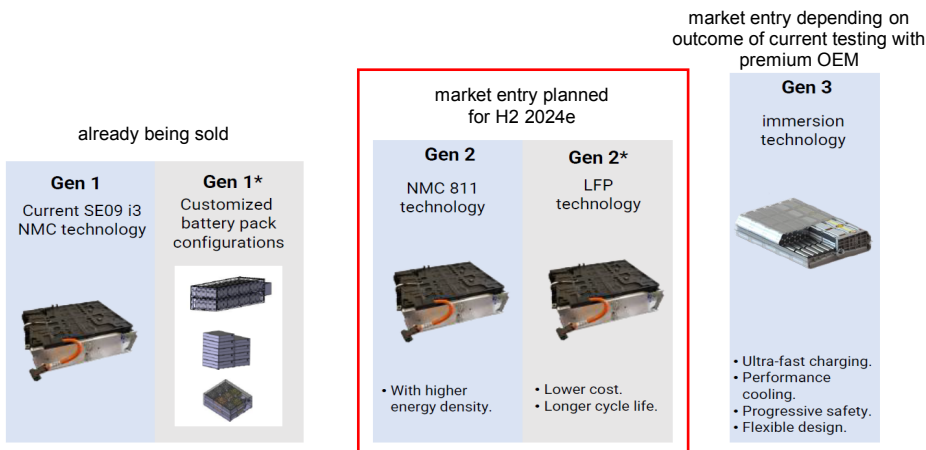 already being sold
Gen 1
Current SE09 i3
NMC technology
Gen 1*
Customized
battery pack
configurations
market entry planned
for H2 2024e
Gen 2
NMC 811
technology
• With higher
energy density.
Gen 2*
LFP
technology
• Lower cost.
• Longer cycle life.
market entry depending on
outcome of current testing with
premium OEM
Gen 3
immersion
technology
• Ultra-fast charging.
• Performance
cooling.
• Progressive safety.
• Flexible design.